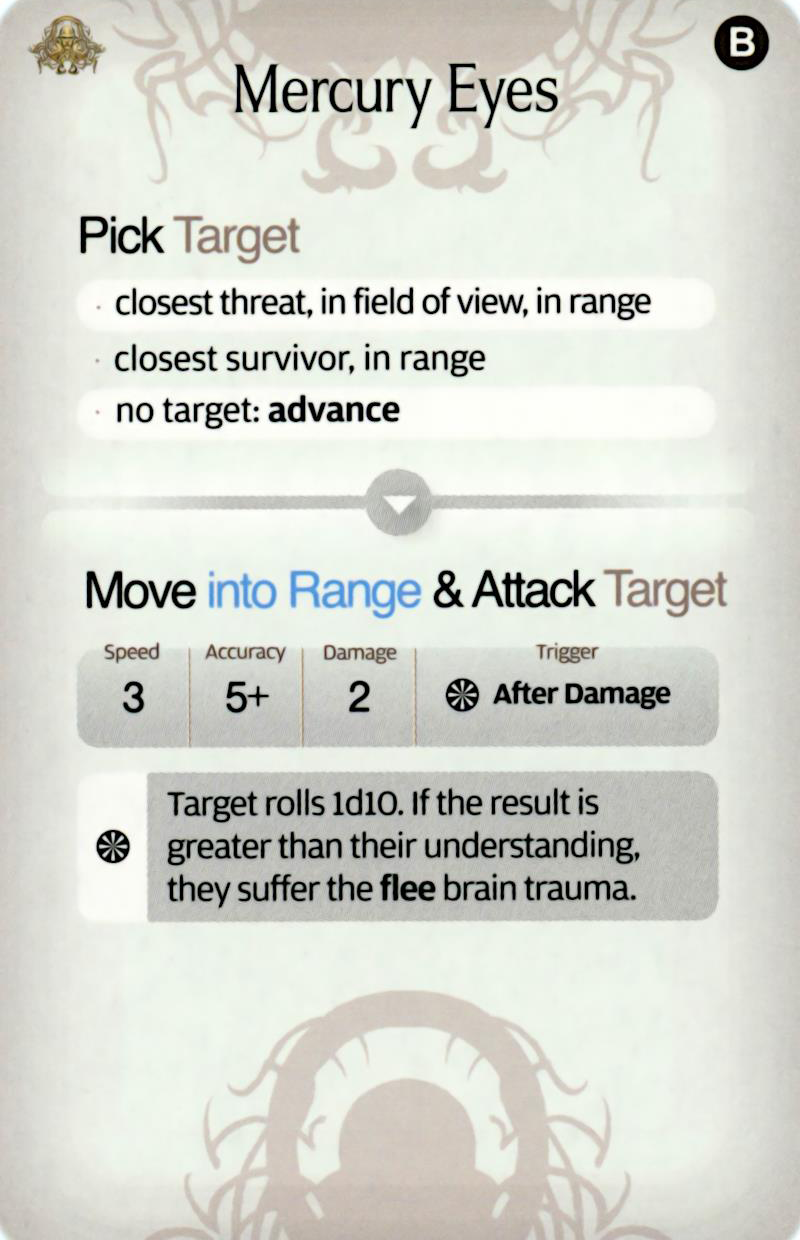 B
Mercury Eyes
Pick Target
· closest threat, in field of view, in range
· closest survivor, in range
· no target: advance
Move into Range & Attack Target
Speed Accuracy Damage Trigger
3 5+ 2 After Damage
Target rolls 1d10. If the result is
greater than their understanding,
they suffer the flee brain trauma.